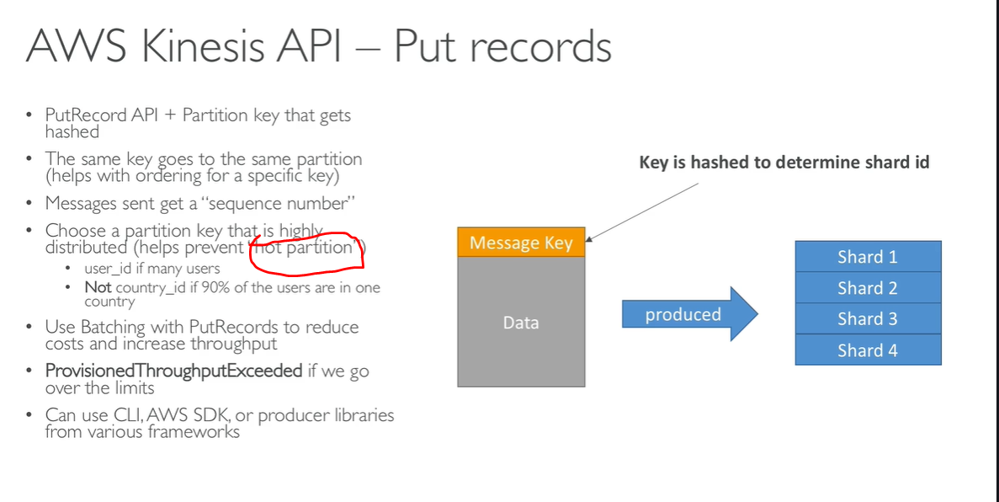 AWS Kinesis API – Put records
• PutRecord API + Partition key that gets
hashed
• The same key goes to the same partition
(helps with ordering for a specific key)
• Messages sent get a “sequence number”
• Choose a partition key that is highly
distributed (helps prevent “hot partition”)
• user_id if many users
• Not country_id if 90% of the users are in one
country
• Use Batching with PutRecords to reduce
costs and increase throughput
• ProvisionedThroughputExceeded if we go
over the limits
• Can use CLI, AWS SDK, or producer libraries
from various frameworks
Key is hashed to determine shard id
Message Key
Data
produced
Shard 1
Shard 2
Shard 3
Shard 4